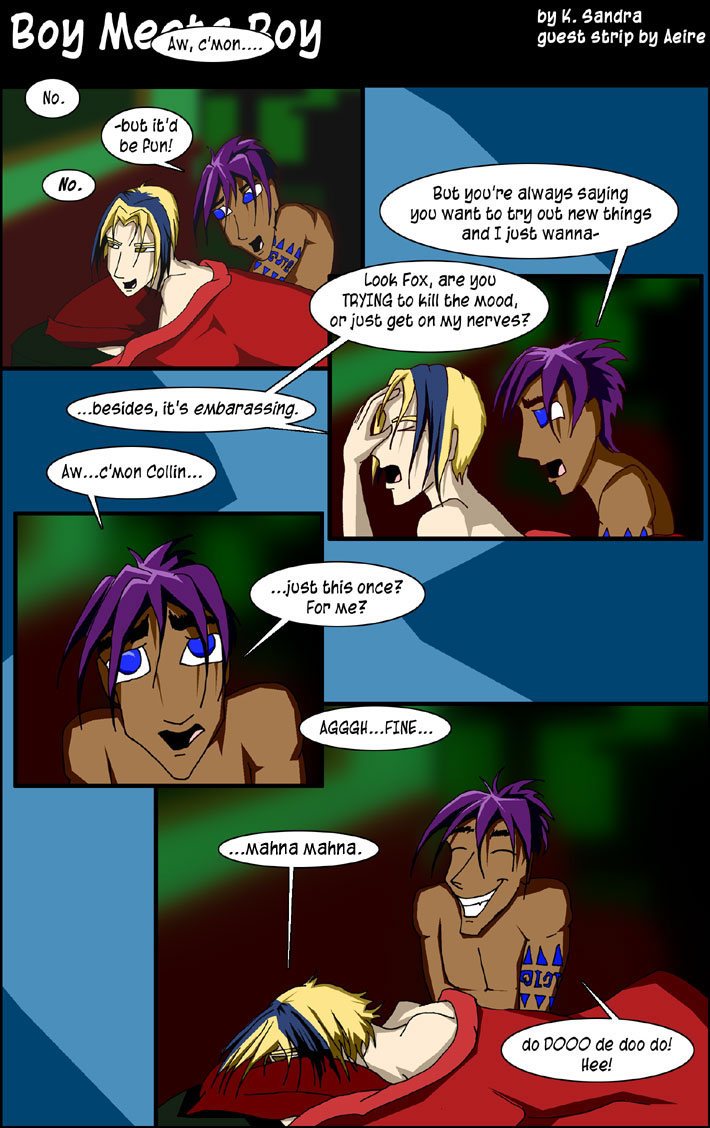 Boy Meets Boy
by K. Sandra
guest strip by Aeire
Aw, c'mon....
No.
-but it'd
be fun!
No.
But you're always saying
you want to try out new things
and I just wanna-
Look Fox, are you
TRYING to kill the mood,
or just get on my nerves?
...besides, it's embarassing.
Aw...c'mon Collin...
...just this once?
For me?
AGGGH...FINE...
...mahna mahna.
do DOOO de doo do!
Hee!